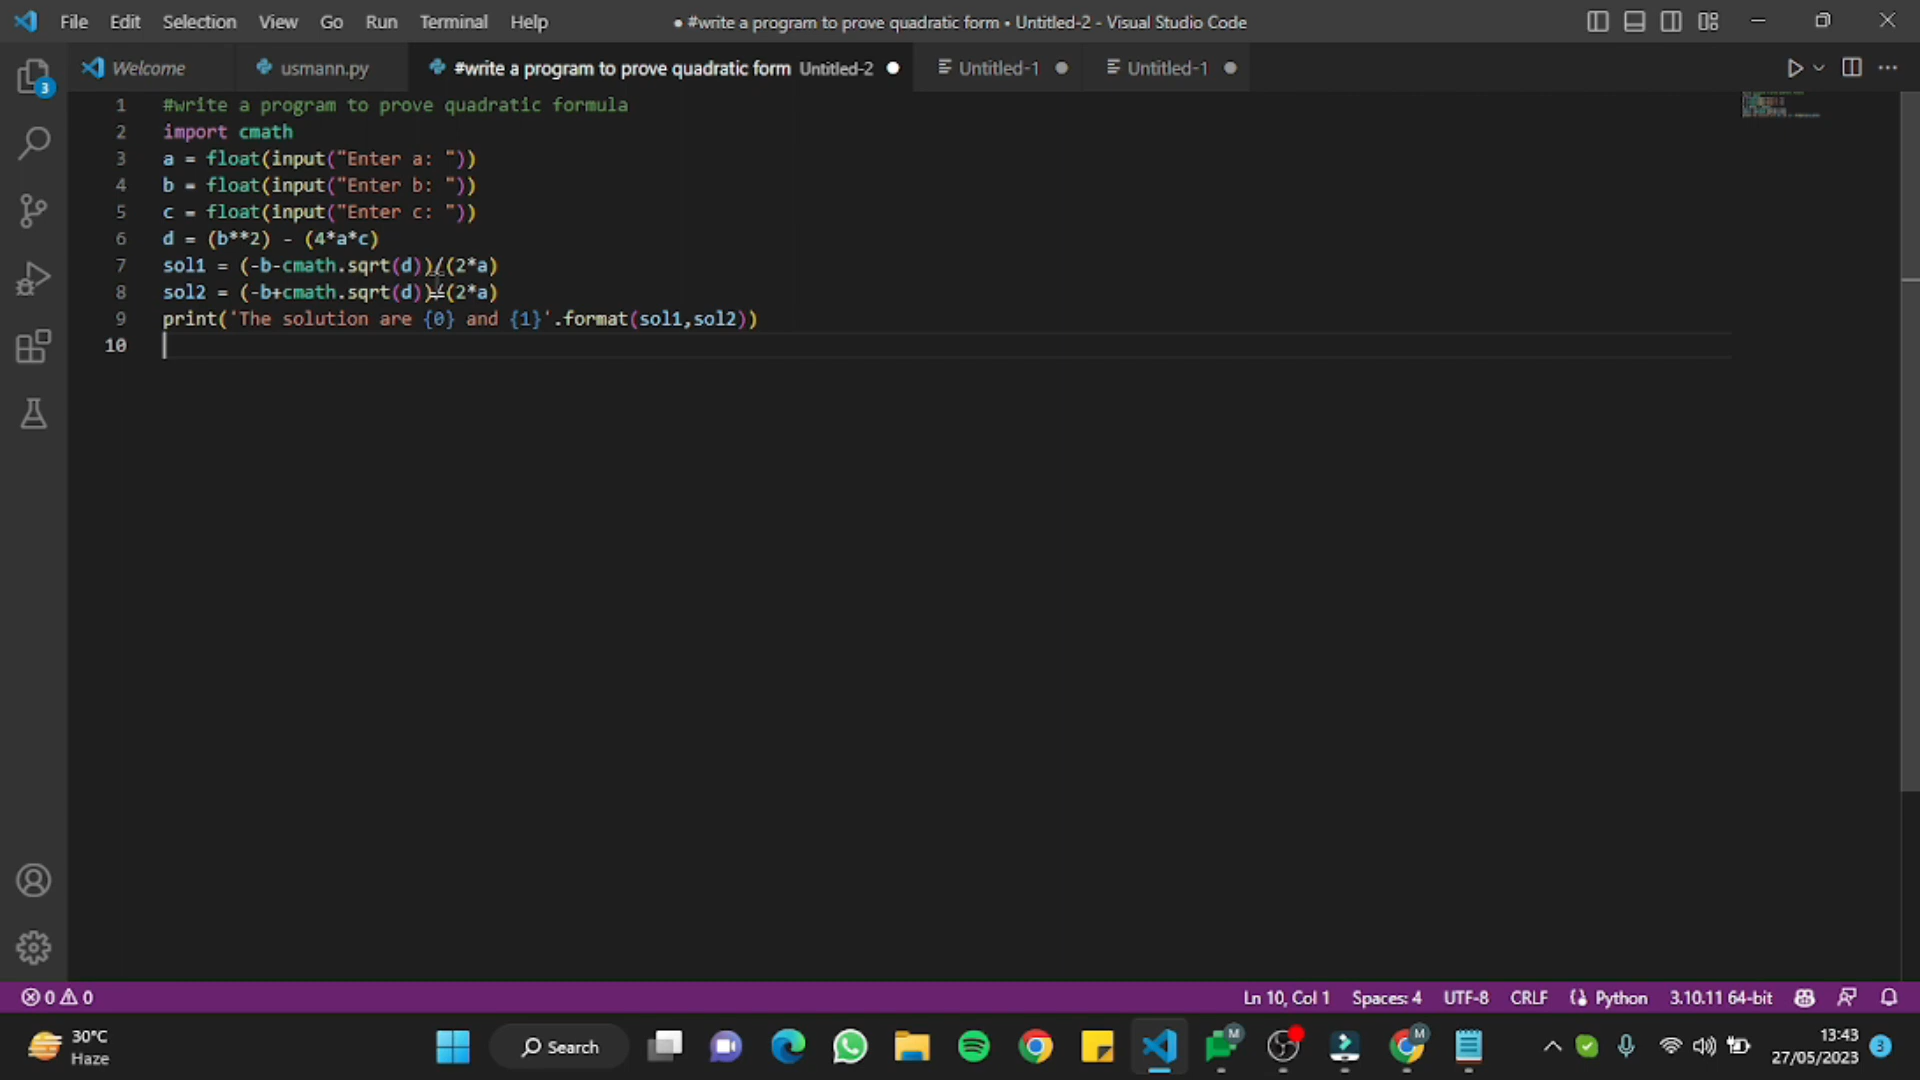 File Edit Selection View Go Run Terminal Help
● #write a program to prove quadratic form • Untitled-2 - Visual Studio Code
Welcome
usmann.py
#write a program to prove quadratic form Untitled-2
Untitled-1
Untitled-1
3
1 #write a program to prove quadratic formula
2 import cmath
3 a = float(input("Enter a: "))
4 b = float(input("Enter b: "))
5 c = float(input("Enter c: "))
6 d = (b**2) - (4*a*c)
7 sol1 = (-b-cmath.sqrt(d))/(2*a)
8 sol2 = (-b+cmath.sqrt(d))/(2*a)
9 print('The solution are {0} and {1}'.format(sol1,sol2))
10
0 0
Ln 10, Col 1 Spaces: 4 UTF-8 CRLF Python 3.10.11 64-bit
30°C
Haze
Search
M
M
13:43
27/05/2023
3